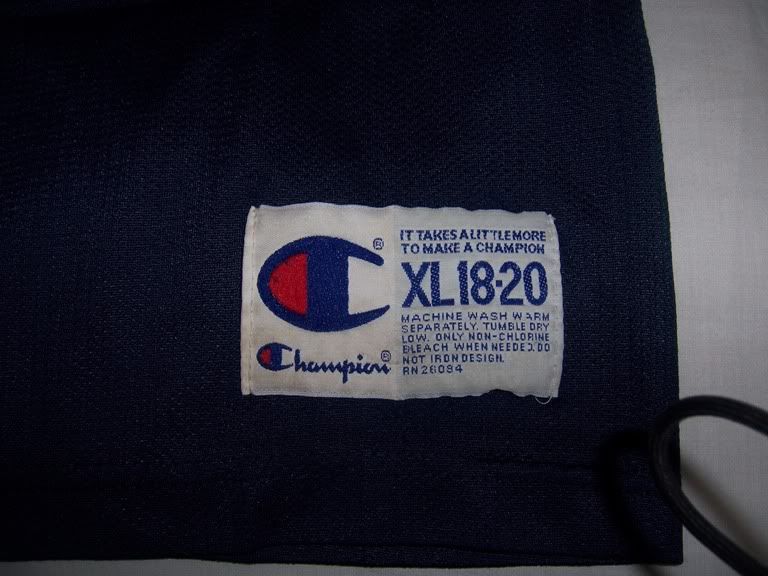 ®
IT TAKES A LITTLE MORE
TO MAKE A CHAMPION
XL 18-20
MACHINE WASH WARM
SEPARATELY. TUMBLE DRY
LOW. ONLY NON-CHLORINE
BLEACH WHEN NEEDED. DO
NOT IRON DESIGN.
RN 26094
Champion®